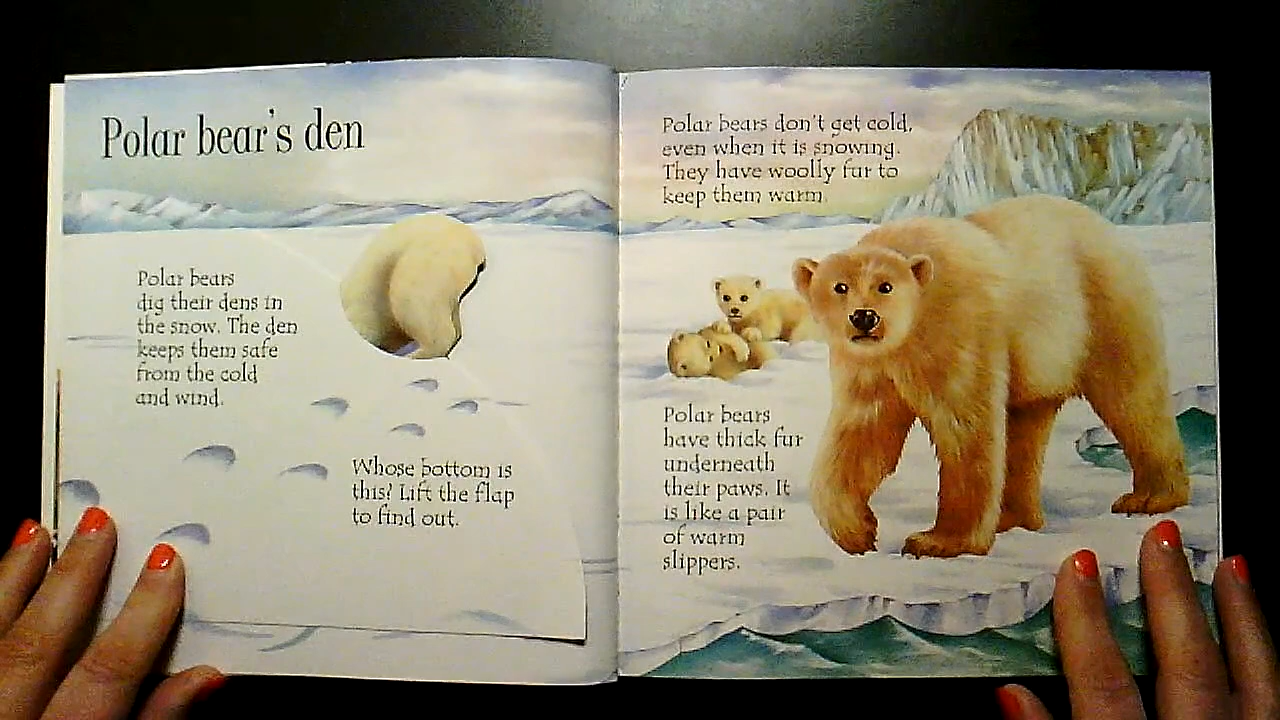 Polar bear's den
Polar bears
dig their dens in
the snow. The den
keeps them safe
from the cold
and wind.
Whose bottom is
this? Lift the flap
to find out.
Polar bears don't get cold,
even when it is snowing.
They have woolly fur to
keep them warm.
Polar bears
have thick fur
underneath
their paws. It
is like a pair
of warm
slippers.